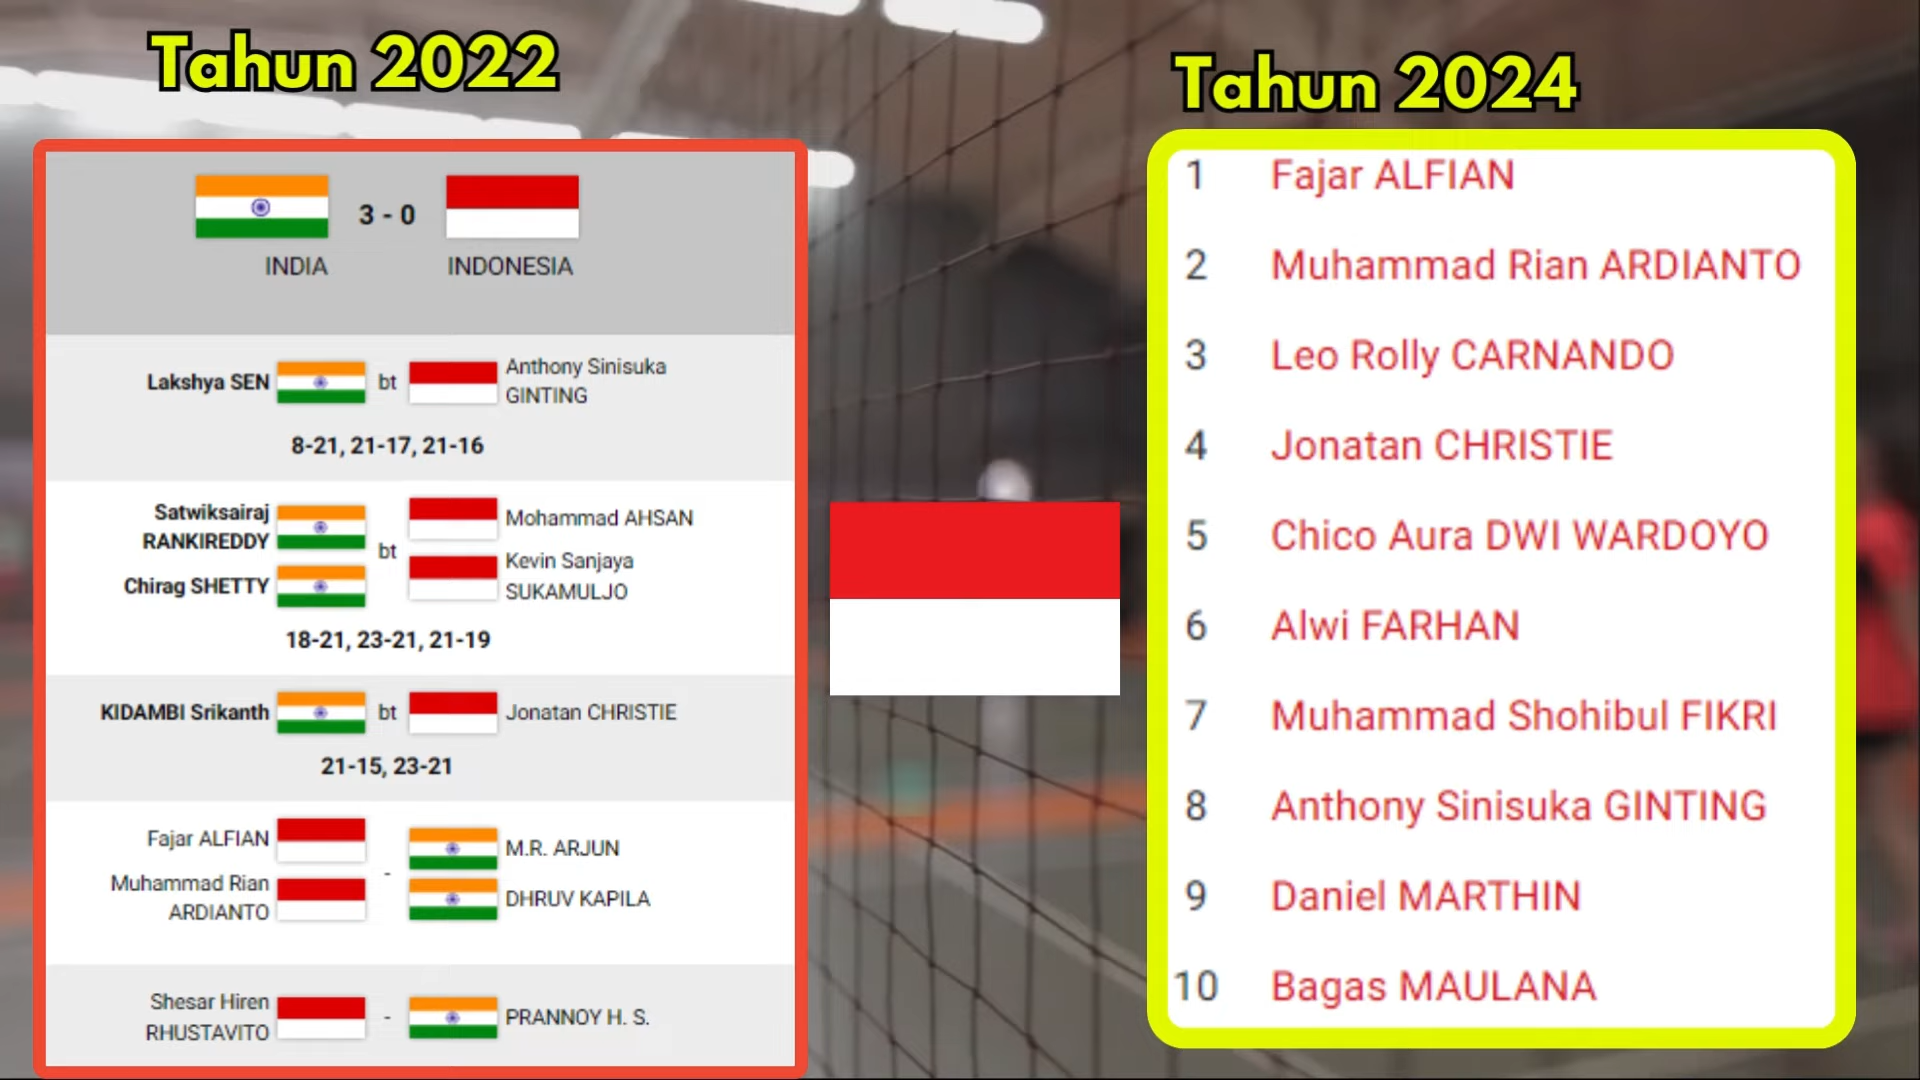 Tahun 2022
3 - 0
INDIA
INDONESIA
Lakshya SEN
bt
Anthony Sinisuka
GINTING
8-21, 21-17, 21-16
Satwiksairaj
RANKIREDDY
Chirag SHETTY
bt
Mohammad AHSAN
Kevin Sanjaya
SUKAMULJO
18-21, 23-21, 21-19
KIDAMBI Srikanth
bt
Jonatan CHRISTIE
21-15, 23-21
Fajar ALFIAN
Muhammad Rian
ARDIANTO
-
M.R. ARJUN
DHRUV KAPILA
Shesar Hiren
RHUSTAVITO
-
PRANNOY H. S.
Tahun 2024
1 Fajar ALFIAN
2 Muhammad Rian ARDIANTO
3 Leo Rolly CARNANDO
4 Jonatan CHRISTIE
5 Chico Aura DWI WARDOYO
6 Alwi FARHAN
7 Muhammad Shohibul FIKRI
8 Anthony Sinisuka GINTING
9 Daniel MARTHIN
10 Bagas MAULANA